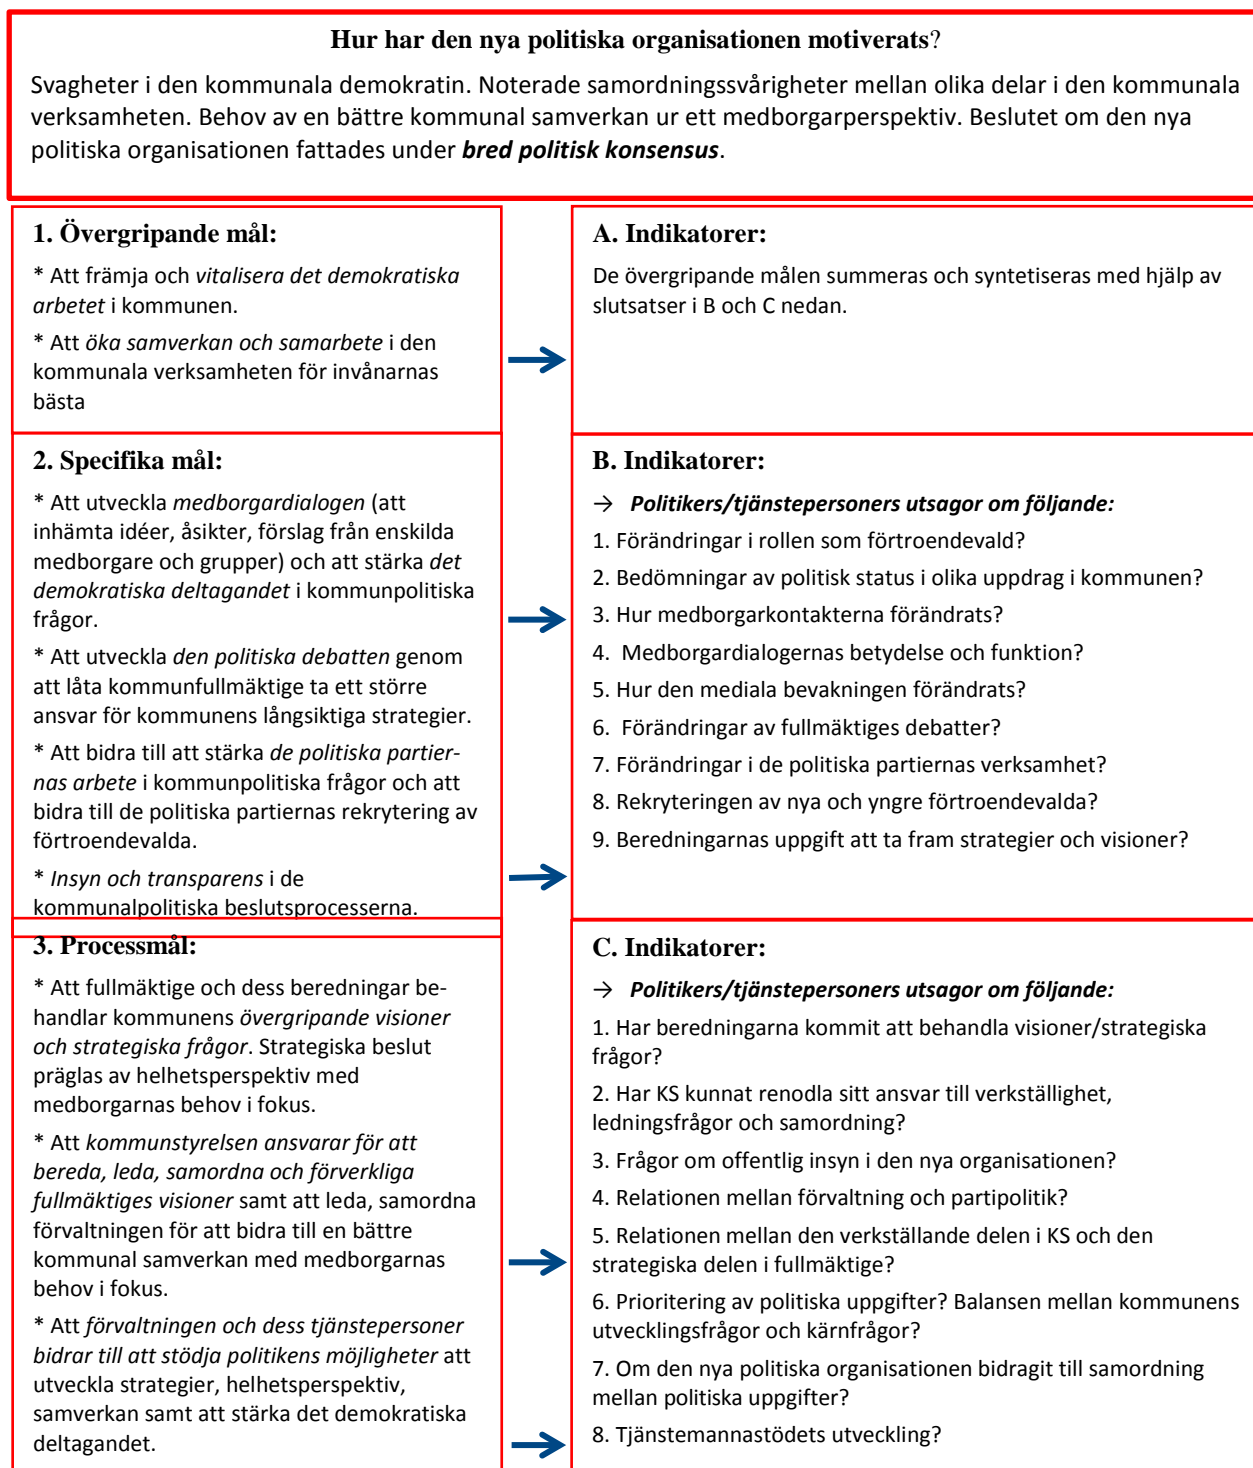 Hur har den nya politiska organisationen motiverats?
Svagheter i den kommunala demokratin. Noterade samordningssvårigheter mellan olika delar i den kommunala
verksamheten. Behov av en bättre kommunal samverkan ur ett medborgarperspektiv. Beslutet om den nya
politiska organisationen fattades under bred politisk konsensus.
1. Övergripande mål:
* Att främja och vitalisera det demokratiska
arbetet i kommunen.
* Att öka samverkan och samarbete i den
kommunala verksamheten för invånarnas
bästa
A. Indikatorer:
De övergripande målen summeras och syntetiseras med hjälp av
slutsatser i B och C nedan.
2. Specifika mål:
* Att utveckla medborgardialogen (att
inhämta idéer, åsikter, förslag från enskilda
medborgare och grupper) och att stärka det
demokratiska deltagandet i kommunpolitiska
frågor.
* Att utveckla den politiska debatten genom
att låta kommunfullmäktige ta ett större
ansvar för kommunens långsiktiga strategier.
* Att bidra till att stärka de politiska partier-
nas arbete i kommunpolitiska frågor och att
bidra till de politiska partiernas rekrytering av
förtroendevalda.
* Insyn och transparens i de
kommunalpolitiska beslutsprocesserna.
B. Indikatorer:
→ Politikers/tjänstepersoners utsagor om följande:
1. Förändringar i rollen som förtroendevald?
2. Bedömningar av politisk status i olika uppdrag i kommunen?
3. Hur medborgarkontakterna förändrats?
4. Medborgardialogernas betydelse och funktion?
5. Hur den mediala bevakningen förändrats?
6. Förändringar av fullmäktiges debatter?
7. Förändringar i de politiska partiernas verksamhet?
8. Rekryteringen av nya och yngre förtroendevalda?
9. Beredningarnas uppgift att ta fram strategier och visioner?
3. Processmål:
* Att fullmäktige och dess beredningar be-
handlar kommunens övergripande visioner
och strategiska frågor. Strategiska beslut
präglas av helhetsperspektiv med
medborgarnas behov i fokus.
* Att kommunstyrelsen ansvarar för att
bereda, leda, samordna och förverkliga
fullmäktiges visioner samt att leda, samordna
förvaltningen för att bidra till en bättre
kommunal samverkan med medborgarnas
behov i fokus.
* Att förvaltningen och dess tjänstepersoner
bidrar till att stödja politikens möjligheter att
utveckla strategier, helhetsperspektiv,
samverkan samt att stärka det demokratiska
deltagandet.
C. Indikatorer:
→ Politikers/tjänstepersoners utsagor om följande:
1. Har beredningarna kommit att behandla visioner/strategiska
frågor?
2. Har KS kunnat renodla sitt ansvar till verkställighet,
ledningsfrågor och samordning?
3. Frågor om offentlig insyn i den nya organisationen?
4. Relationen mellan förvaltning och partipolitik?
5. Relationen mellan den verkställande delen i KS och den
strategiska delen i fullmäktige?
6. Prioritering av politiska uppgifter? Balansen mellan kommunens
utvecklingsfrågor och kärnfrågor?
7. Om den nya politiska organisationen bidragit till samordning
mellan politiska uppgifter?
8. Tjänstemannastödets utveckling?